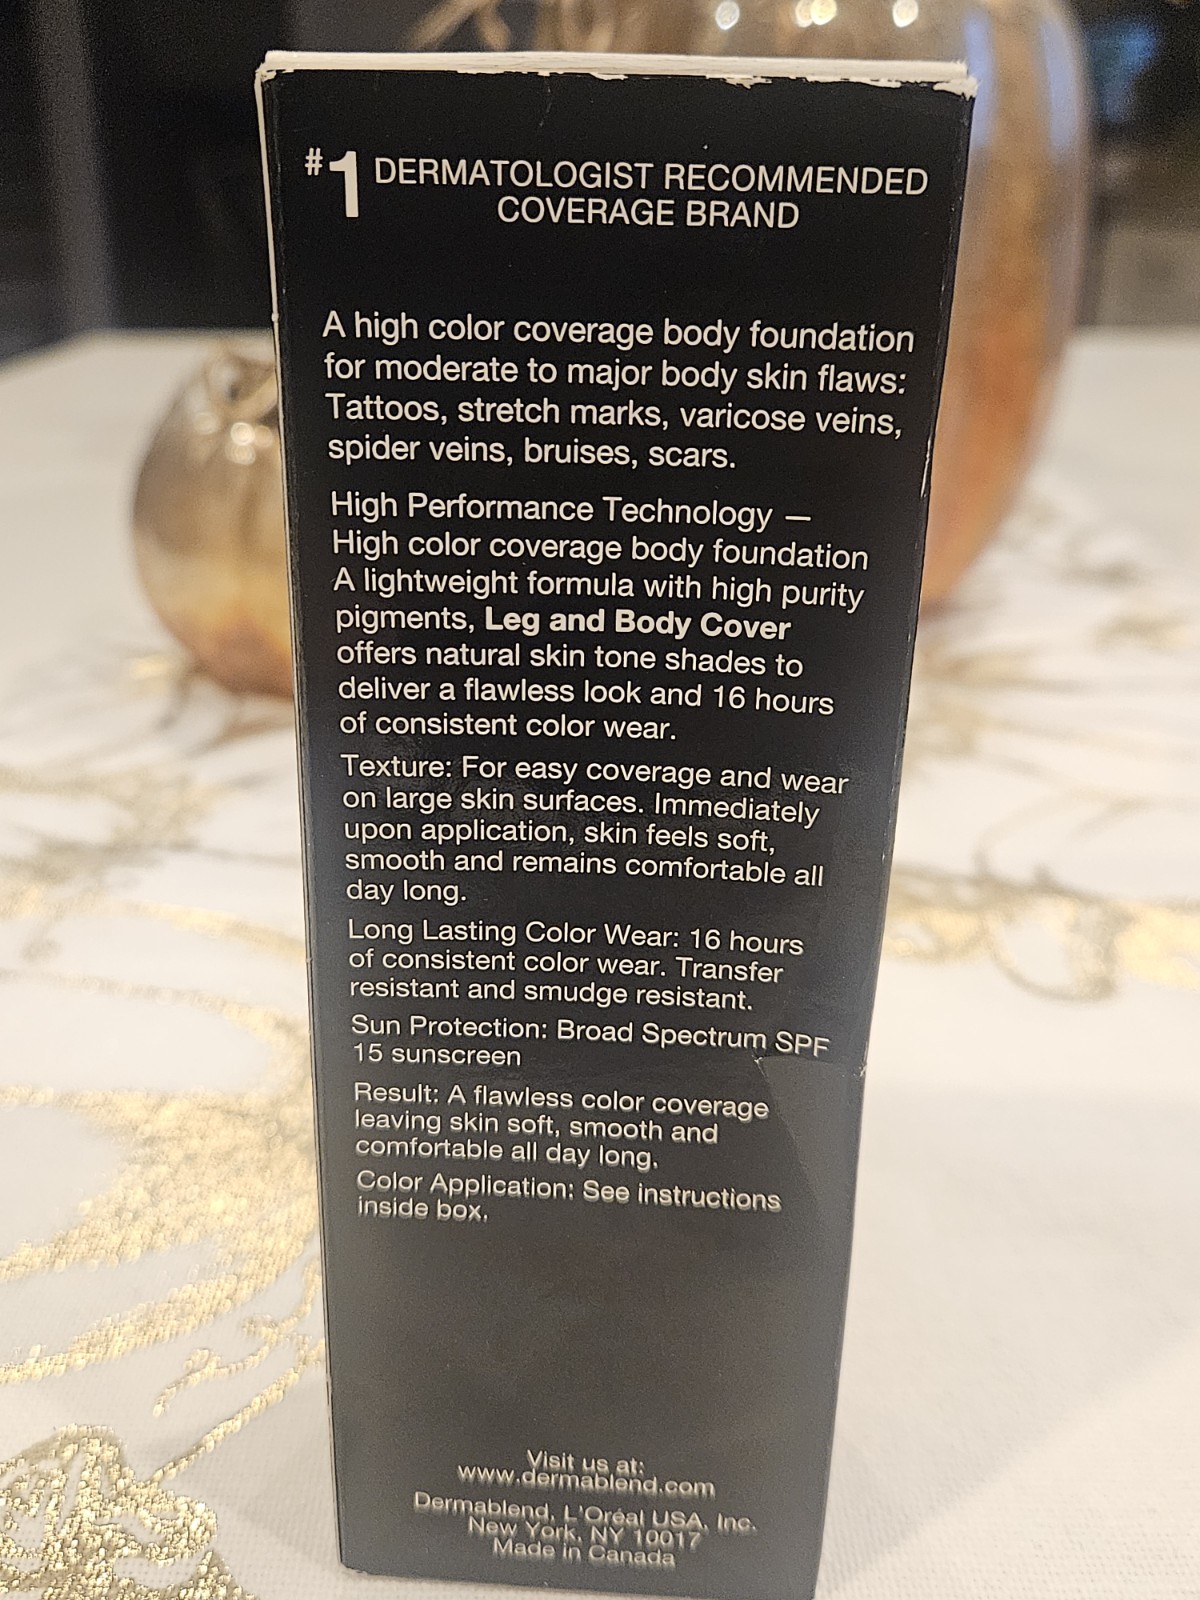 #1 DERMATOLOGIST RECOMMENDED
COVERAGE BRAND
A high color coverage body foundation
for moderate to major body skin flaws:
Tattoos, stretch marks, varicose veins,
spider veins, bruises, scars.
High Performance Technology —
High color coverage body foundation
A lightweight formula with high purity
pigments, Leg and Body Cover
offers natural skin tone shades to
deliver a flawless look and 16 hours
of consistent color wear.
Texture: For easy coverage and wear
on large skin surfaces. Immediately
upon application, skin feels soft,
smooth and remains comfortable all
day long.
Long Lasting Color Wear: 16 hours
of consistent color wear. Transfer
resistant and smudge resistant.
Sun Protection: Broad Spectrum SPF
15 sunscreen
Result: A flawless color coverage
leaving skin soft, smooth and
comfortable all day long.
Color Application: See instructions
inside box.
Visit us at:
www.dermablend.com
Dermablend, L'Oréal USA, Inc.
New York, NY 10017
Made in Canada